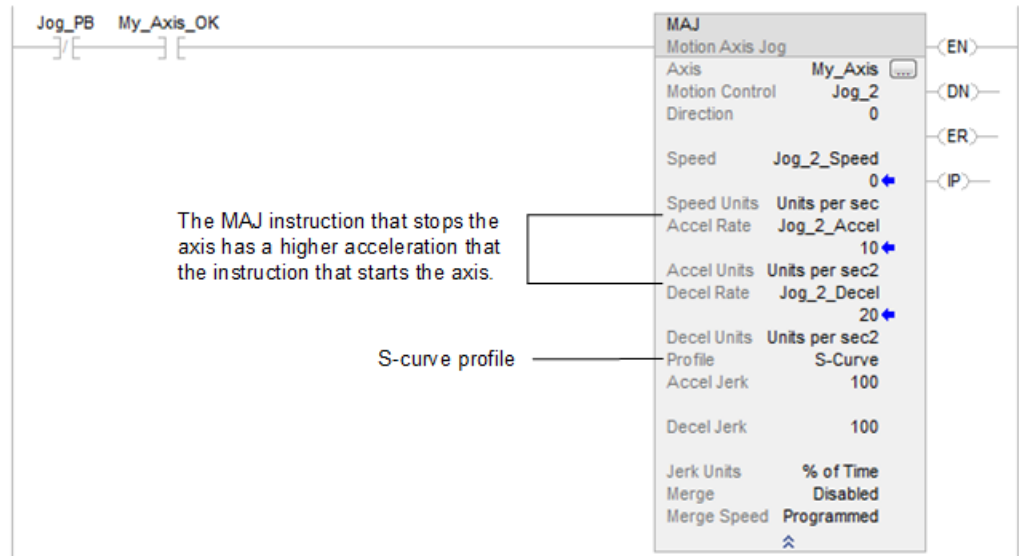 Jog_PB My_Axis_OK
MAJ
Motion Axis Jog
Axis My_Axis ...
Motion Control Jog_2
Direction 0
Speed Jog_2_Speed
0
Speed Units Units per sec
Accel Rate Jog_2_Accel
10
Accel Units Units per sec2
Decel Rate Jog_2_Decel
20
Decel Units Units per sec2
Profile S-Curve
Accel Jerk 100
Decel Jerk 100
Jerk Units % of Time
Merge Disabled
Merge Speed Programmed
(EN)
(DN)
(ER)
(IP)
The MAJ instruction that stops the
axis has a higher acceleration that
the instruction that starts the axis.
S-curve profile